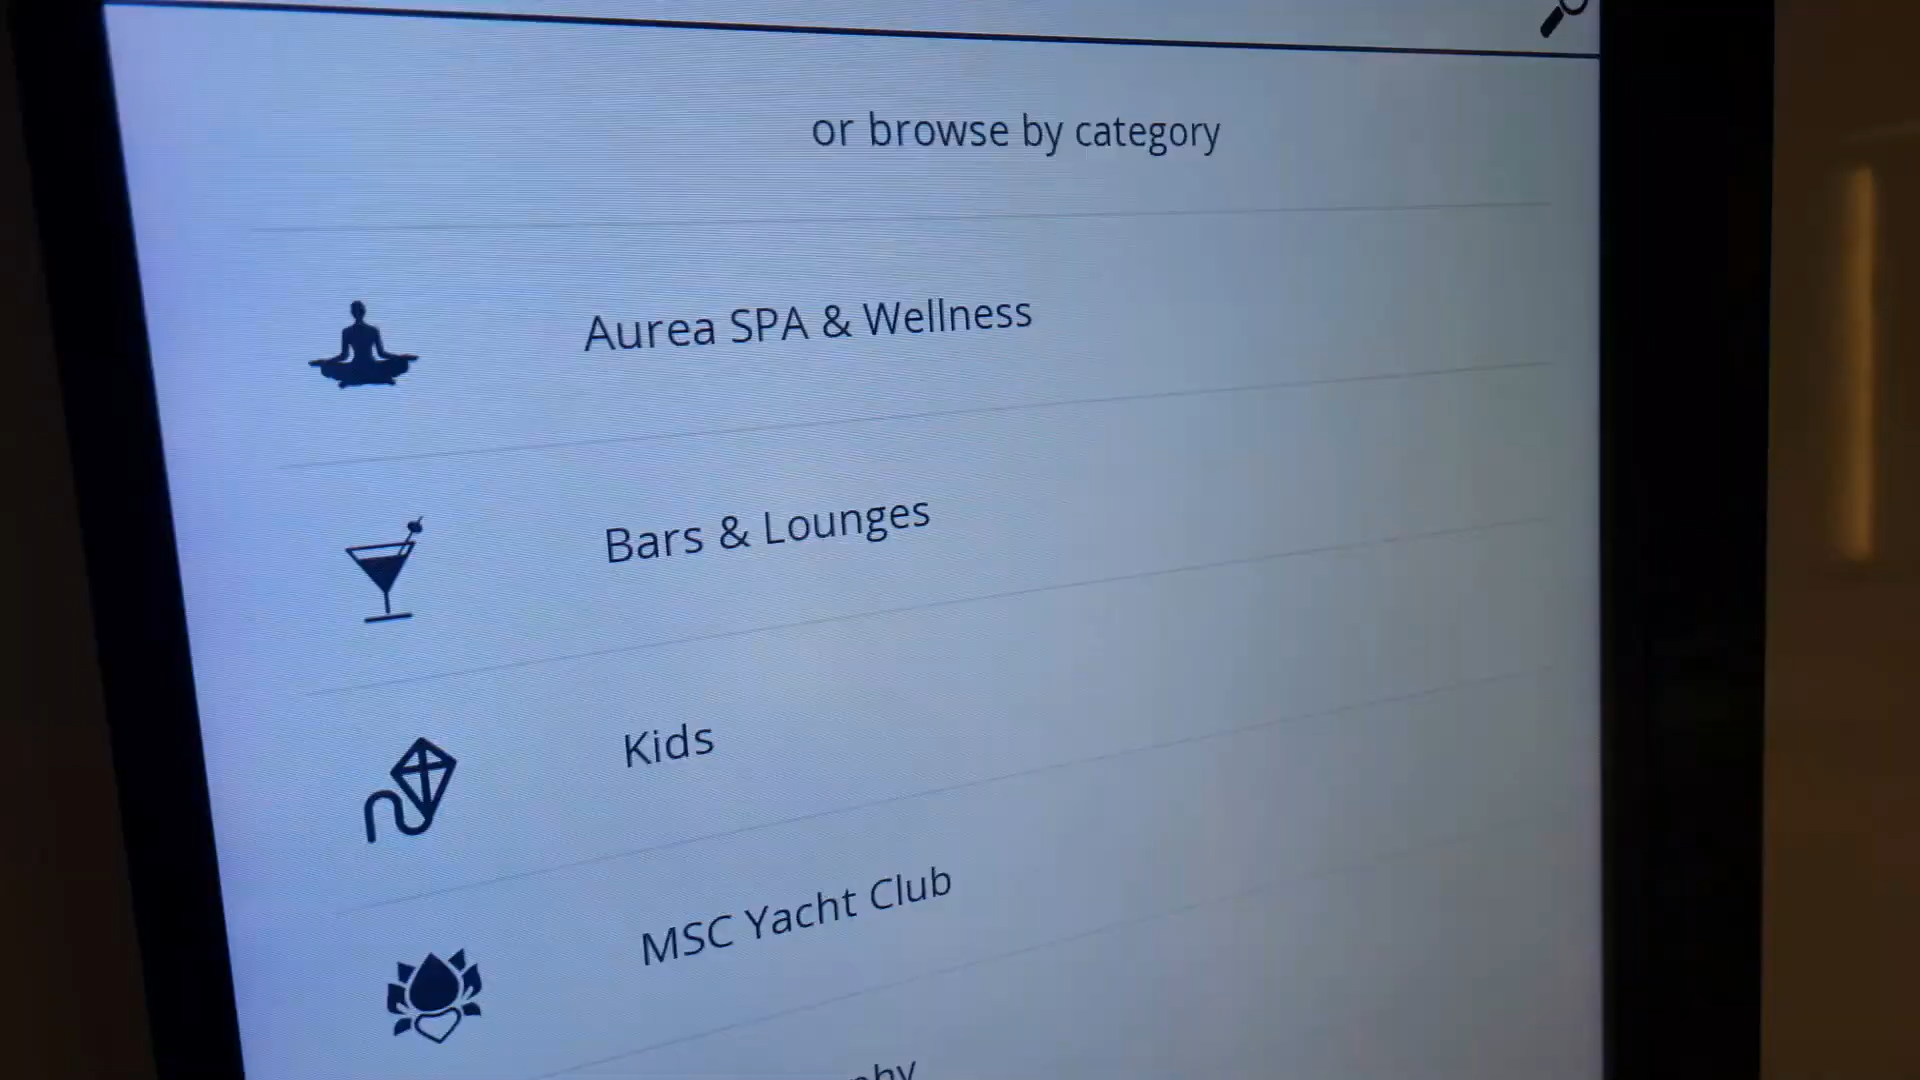 or browse by category
Aurea SPA & Wellness
Bars & Lounges
Kids
MSC Yacht Club